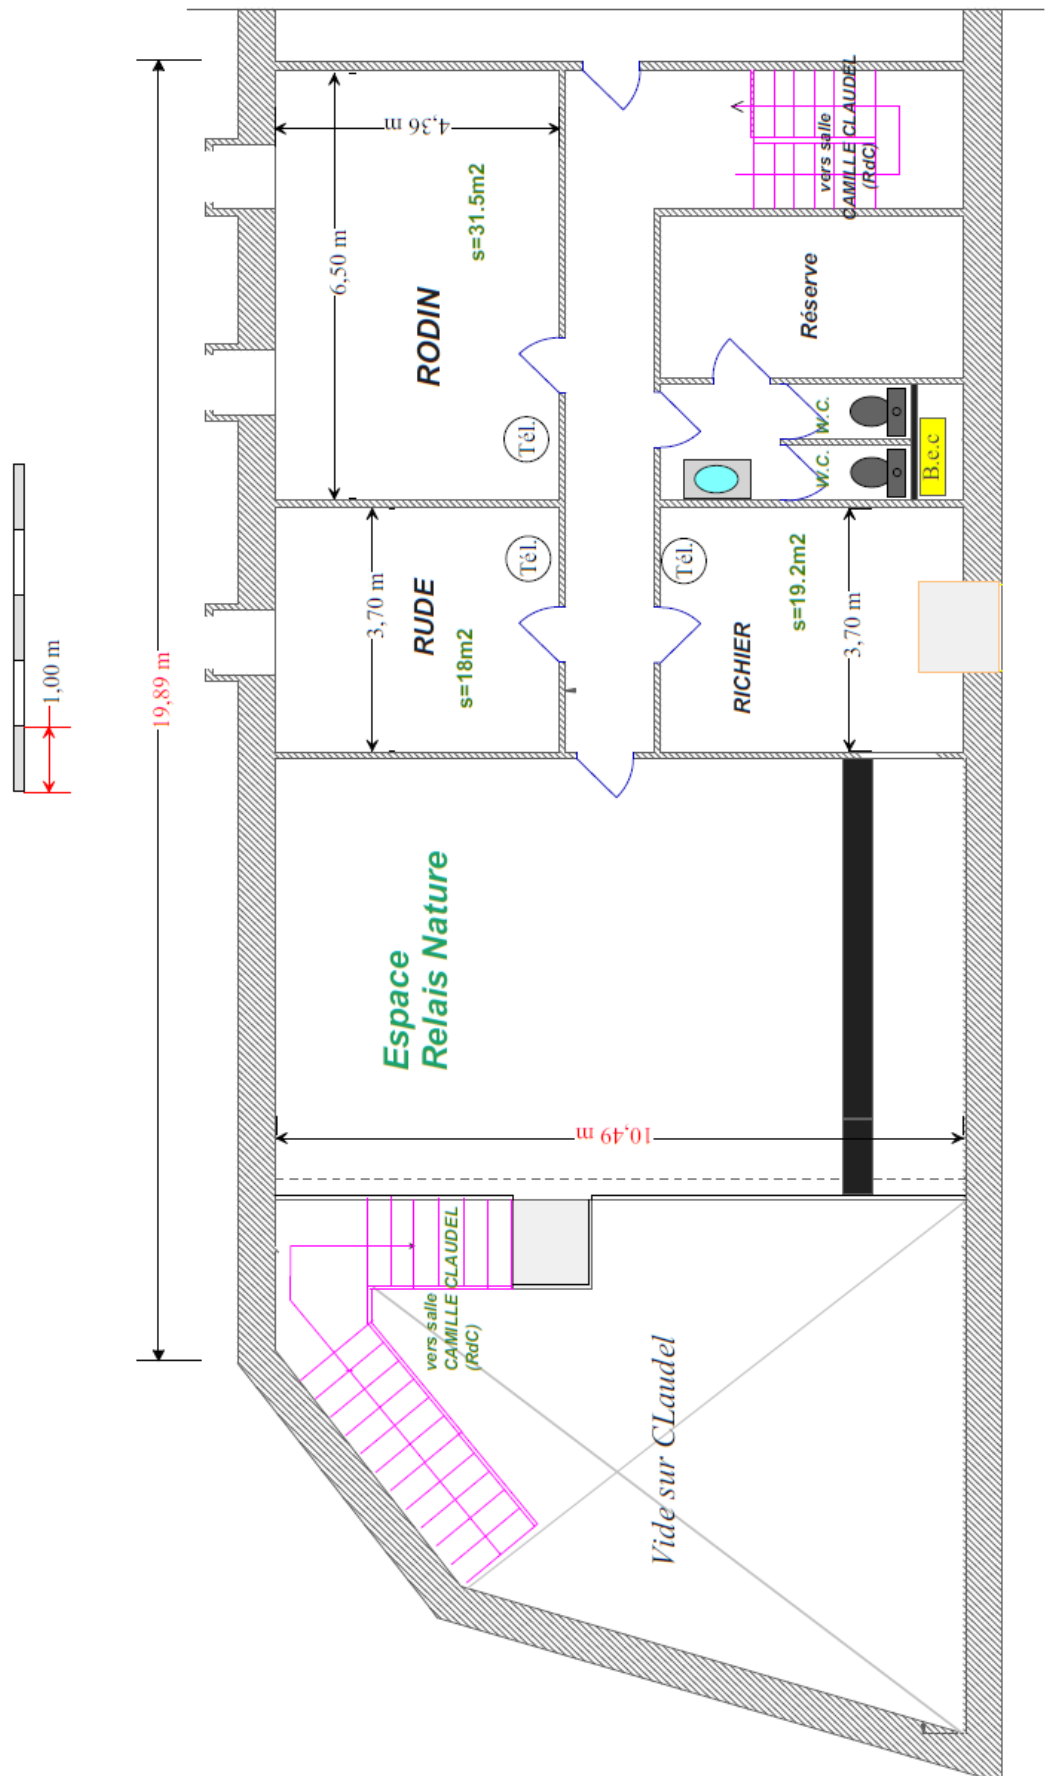 4,36 m
6,50 m
s=31.5m2
RODIN
Tél.
vers salle
CAMILLE CLAUDEL
(RdC)
Réserve
W.C.
W.C.
B.e.c
1,00 m
19,89 m
3,70 m
RUDE
s=18m2
Tél.
Tél.
RICHIER
s=19.2m2
3,70 m
Espace
Relais Nature
10,49 m
vers salle
CAMILLE CLAUDEL
(RdC)
Vide sur CLaudel